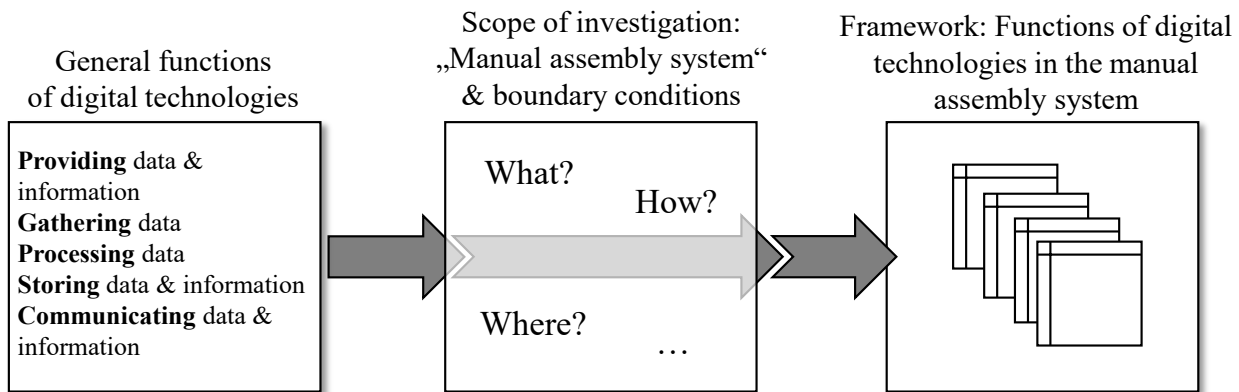 General functions
of digital technologies
Providing data &
information
Gathering data
Processing data
Storing data & information
Communicating data &
information
Scope of investigation:
„Manual assembly system“
& boundary conditions
What?
How?
Where?
…
Framework: Functions of digital
technologies in the manual
assembly system